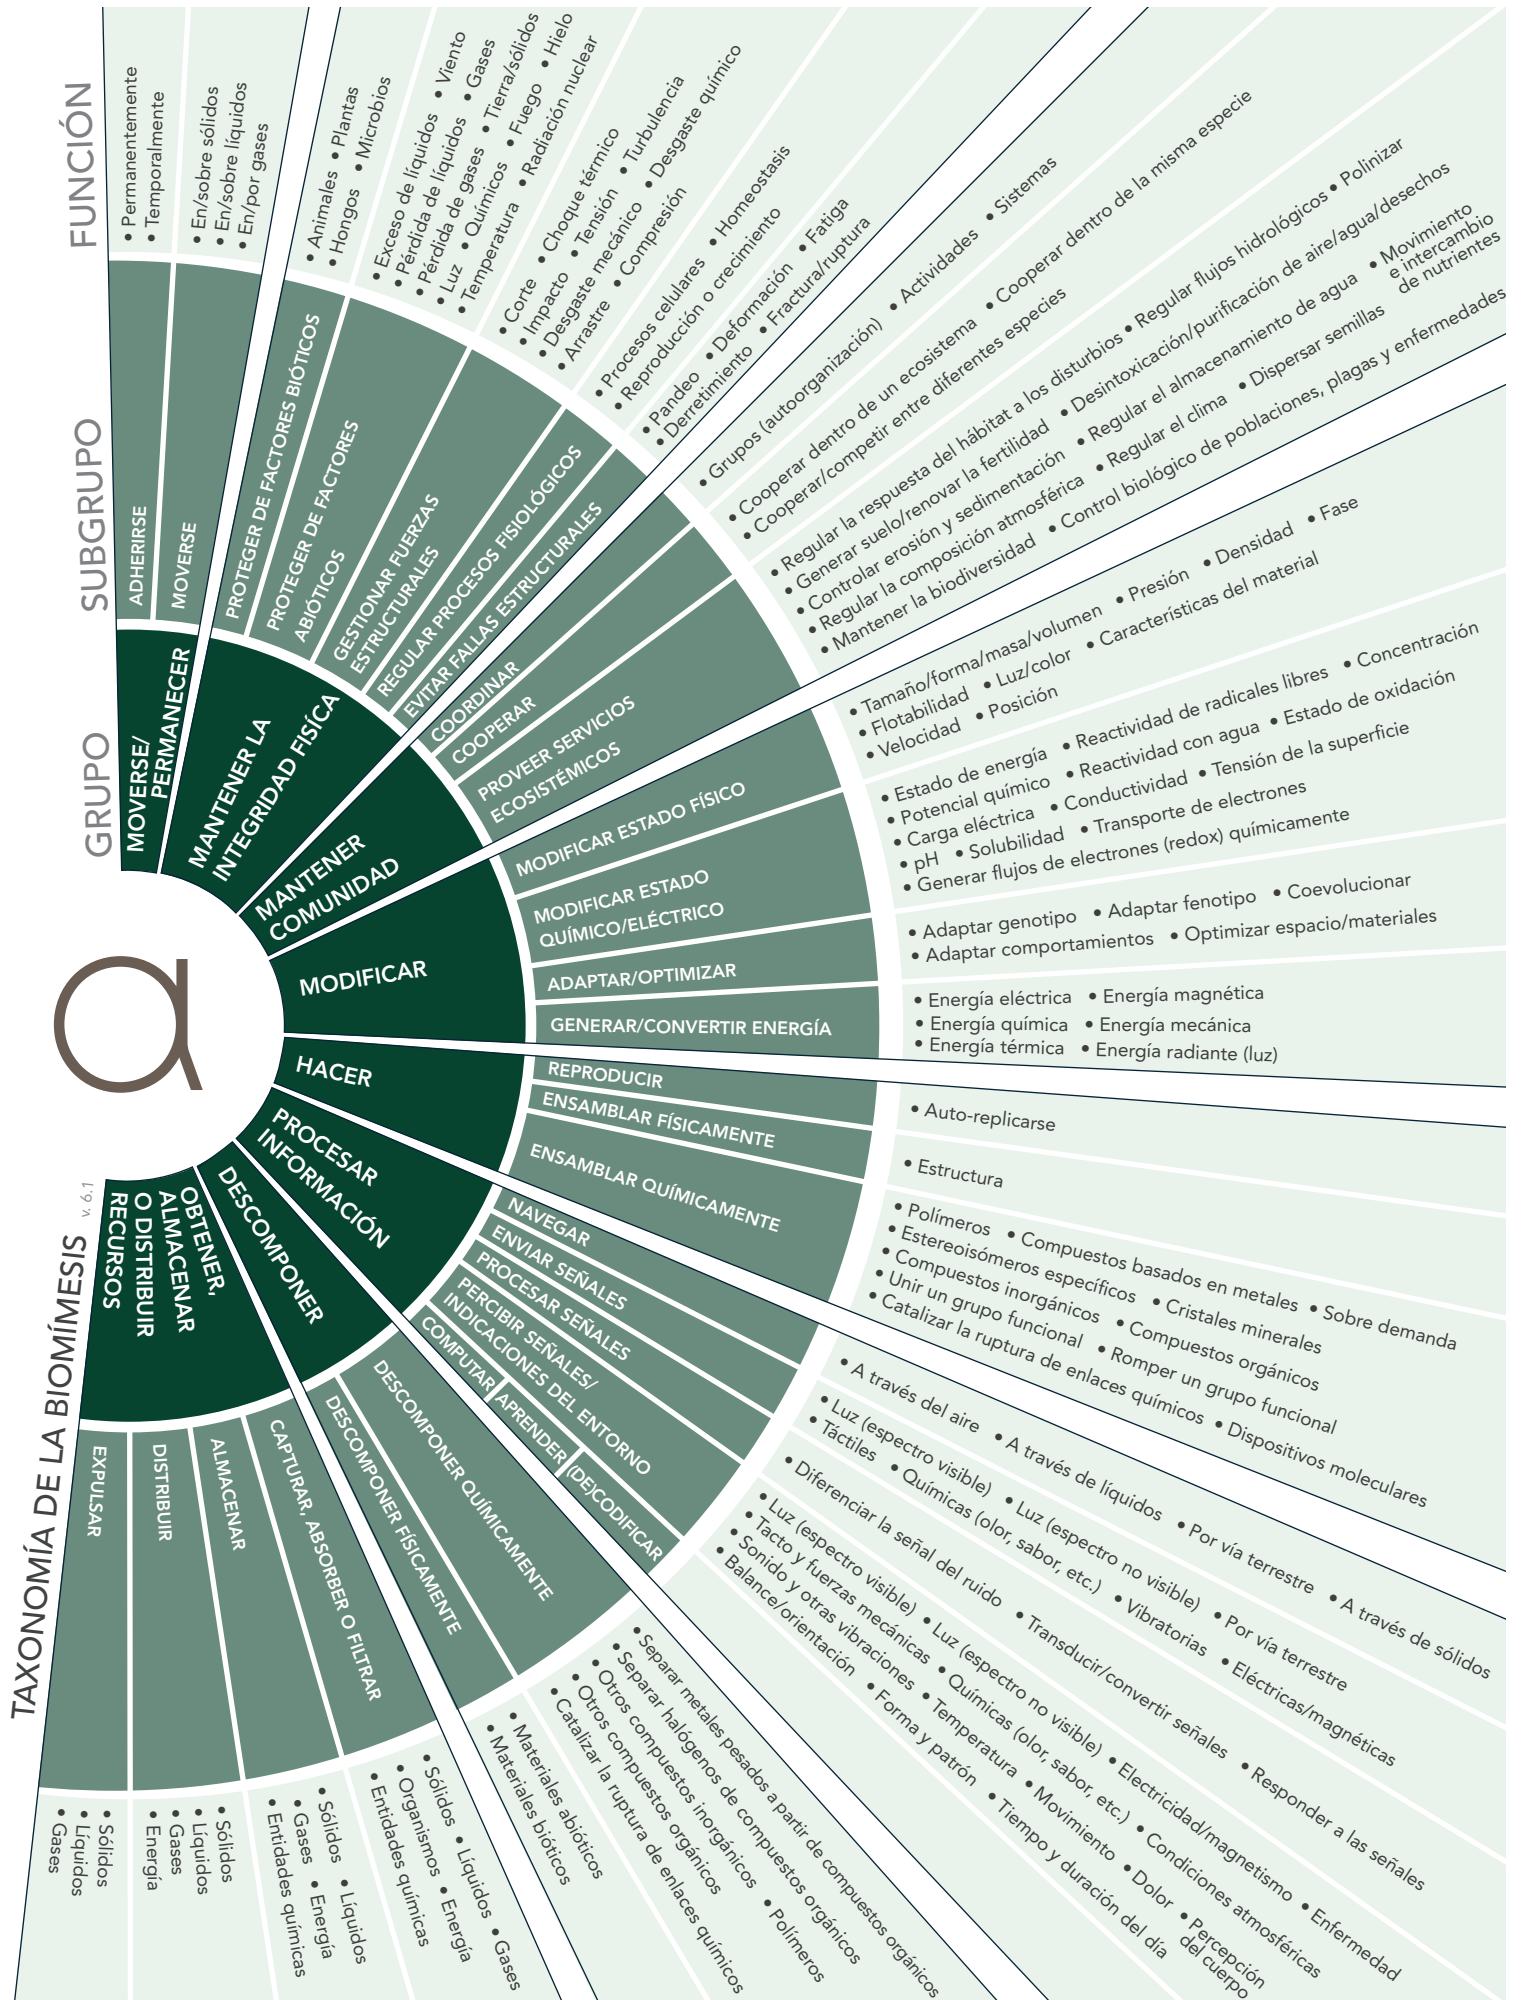 FUNCIÓN
SUBGRUPO
GRUPO
MOVERSE/
PERMANECER
ADHERIRSE
• Permanentemente
• Temporalmente
MOVERSE
• En/sobre sólidos
• En/sobre líquidos
• En/por gases
MANTENER LA
INTEGRIDAD FISÍCA
PROTEGER DE FACTORES BIÓTICOS
• Animales • Plantas
• Hongos • Microbios
PROTEGER DE FACTORES
ABIÓTICOS
• Exceso de líquidos • Viento
• Pérdida de líquidos • Gases
• Pérdida de gases • Tierra/sólidos
• Luz • Químicos • Fuego • Hielo
• Temperatura • Radiación nuclear
GESTIONAR FUERZAS
ESTRUCTURALES
• Corte • Choque térmico
• Impacto • Tensión • Turbulencia
• Desgaste mecánico • Desgaste químico
• Arrastre • Compresión
REGULAR PROCESOS FISIOLÓGICOS
• Procesos celulares • Homeostasis
• Reproducción o crecimiento
EVITAR FALLAS ESTRUCTURALES
• Pandeo • Deformación • Fatiga
• Derretimiento • Fractura/ruptura
MANTENER
COMUNIDAD
COORDINAR
• Grupos (autoorganización) • Actividades • Sistemas
COOPERAR
• Cooperar dentro de un ecosistema • Cooperar dentro de la misma especie
• Cooperar/competir entre diferentes especies
PROVEER SERVICIOS
ECOSISTÉMICOS
• Regular la respuesta del hábitat a los disturbios • Regular flujos hidrológicos • Polinizar
• Generar suelo/renovar la fertilidad • Desintoxicación/purificación de aire/agua/desechos
• Controlar erosión y sedimentación • Regular el almacenamiento de agua • Movimiento
e intercambio
de nutrientes
• Regular la composición atmosférica • Regular el clima • Dispersar semillas
• Mantener la biodiversidad • Control biológico de poblaciones, plagas y enfermedades
MODIFICAR
MODIFICAR ESTADO FÍSICO
• Tamaño/forma/masa/volumen • Presión • Densidad • Fase
• Flotabilidad • Luz/color • Características del material
• Velocidad • Posición
MODIFICAR ESTADO
QUÍMICO/ELÉCTRICO
• Estado de energía • Reactividad de radicales libres • Concentración
• Potencial químico • Reactividad con agua • Estado de oxidación
• Carga eléctrica • Conductividad • Tensión de la superficie
• pH • Solubilidad • Transporte de electrones
• Generar flujos de electrones (redox) químicamente
ADAPTAR/OPTIMIZAR
• Adaptar genotipo • Adaptar fenotipo • Coevolucionar
• Adaptar comportamientos • Optimizar espacio/materiales
GENERAR/CONVERTIR ENERGÍA
• Energía eléctrica • Energía magnética
• Energía química • Energía mecánica
• Energía térmica • Energía radiante (luz)
HACER
REPRODUCIR
• Auto-replicarse
ENSAMBLAR FÍSICAMENTE
• Estructura
ENSAMBLAR QUÍMICAMENTE
• Polímeros • Compuestos basados en metales • Sobre demanda
• Estereoisómeros específicos • Cristales minerales
• Compuestos inorgánicos • Compuestos orgánicos
• Unir un grupo funcional • Romper un grupo funcional
• Catalizar la ruptura de enlaces químicos • Dispositivos moleculares
PROCESAR
INFORMACIÓN
NAVEGAR
• A través del aire • A través de líquidos • Por vía terrestre • A través de sólidos
ENVIAR SEÑALES
• Luz (espectro visible) • Luz (espectro no visible) • Por vía terrestre
• Táctiles • Químicas (olor, sabor, etc.) • Vibratorias • Eléctricas/magnéticas
PROCESAR SEÑALES
• Diferenciar la señal del ruido • Transducir/convertir señales • Responder a las señales
PERCIBIR SEÑALES/
INDICACIONES DEL ENTORNO
• Luz (espectro visible) • Luz (espectro no visible) • Electricidad/magnetismo • Enfermedad
• Tacto y fuerzas mecánicas • Químicas (olor, sabor, etc.) • Condiciones atmosféricas
• Sonido y otras vibraciones • Temperatura • Movimiento • Dolor • Percepción
del cuerpo
• Balance/orientación • Forma y patrón • Tiempo y duración del día
COMPUTAR
APRENDER
(DE)CODIFICAR
DESCOMPONER
DESCOMPONER QUÍMICAMENTE
• Separar metales pesados a partir de compuestos orgánicos
• Separar halógenos de compuestos orgánicos
• Otros compuestos inorgánicos • Polímeros
• Otros compuestos orgánicos
• Catalizar la ruptura de enlaces químicos
DESCOMPONER FÍSICAMENTE
• Materiales abióticos
• Materiales bióticos
OBTENER,
ALMACENAR
O DISTRIBUIR
RECURSOS
CAPTURAR, ABSORBER O FILTRAR
• Sólidos • Líquidos • Gases
• Organismos • Energía
• Entidades químicas
ALMACENAR
• Sólidos • Líquidos
• Gases • Energía
• Entidades químicas
DISTRIBUIR
• Sólidos
• Líquidos
• Gases
• Energía
EXPULSAR
• Sólidos
• Líquidos
• Gases
TAXONOMÍA DE LA BIOMÍMESIS v. 6.1